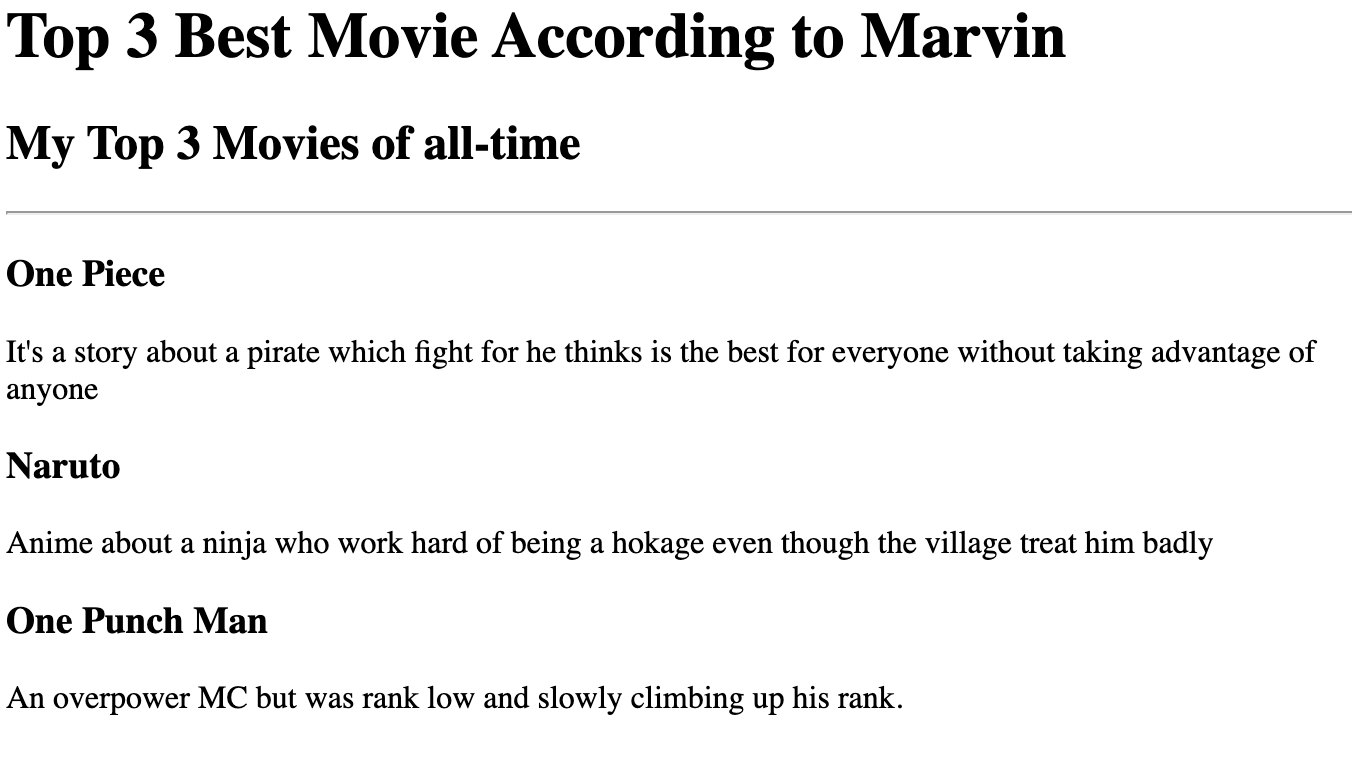 Top 3 Best Movie According to Marvin
My Top 3 Movies of all-time
One Piece
It's a story about a pirate which fight for he thinks is the best for everyone without taking advantage of
anyone
Naruto
Anime about a ninja who work hard of being a hokage even though the village treat him badly
One Punch Man
An overpower MC but was rank low and slowly climbing up his rank.